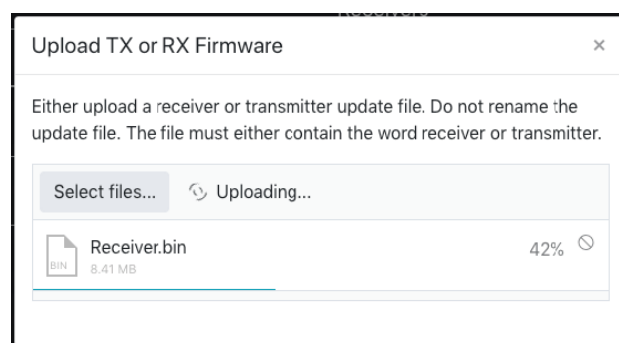 Receivers
Upload TX or RX Firmware
Either upload a receiver or transmitter update file. Do not rename the
update file. The file must either contain the word receiver or transmitter.
Select files... Uploading...
Receiver.bin 42%
BIN 8.41 MB